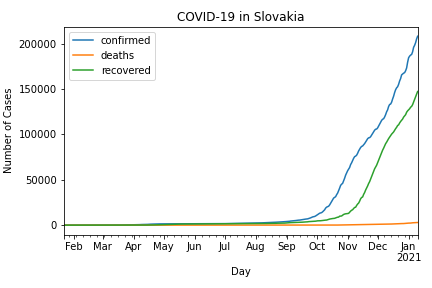 COVID-19 in Slovakia
confirmed
deaths
recovered
Number of Cases
200000
150000
100000
50000
0
Feb Mar Apr May Jun Jul Aug Sep Oct Nov Dec Jan
2021
Day